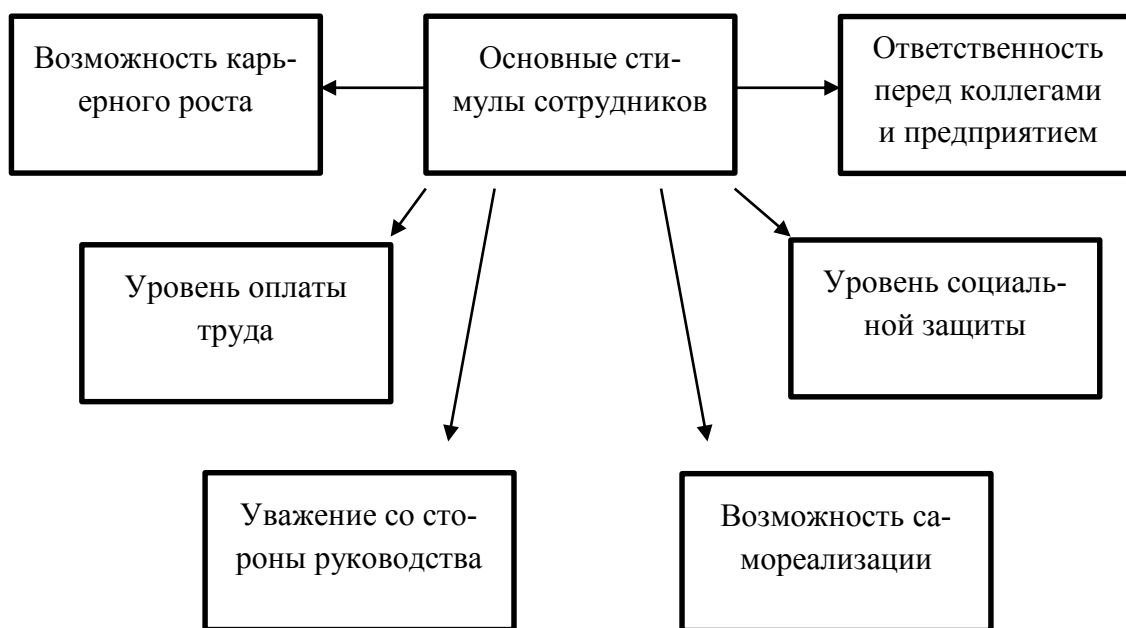 Возможность карь-
ерного роста
Основные сти-
мулы сотрудников
Ответственность
перед коллегами
и предприятием
Уровень оплаты
труда
Уровень социаль-
ной защиты
Уважение со сто-
роны руководства
Возможность са-
мореализации